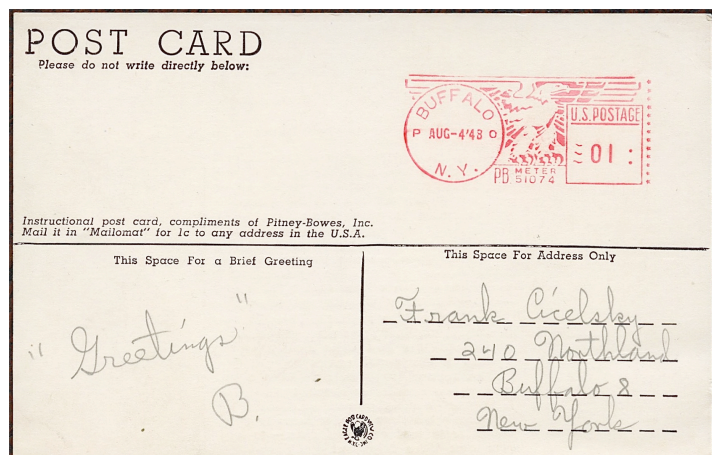 POST CARD
Please do not write directly below:
BUFFALO
P AUG-4'48 O
N.Y.
U.S. POSTAGE
01
PB METER
51074
Instructional post card, compliments of Pitney-Bowes, Inc.
Mail it in "Mailomat" for 1c to any address in the U.S.A.
This Space For a Brief Greeting
This Space For Address Only
"Greetings"
B.
Frank Cicelsky
240 Northland
Buffalo 8
New York